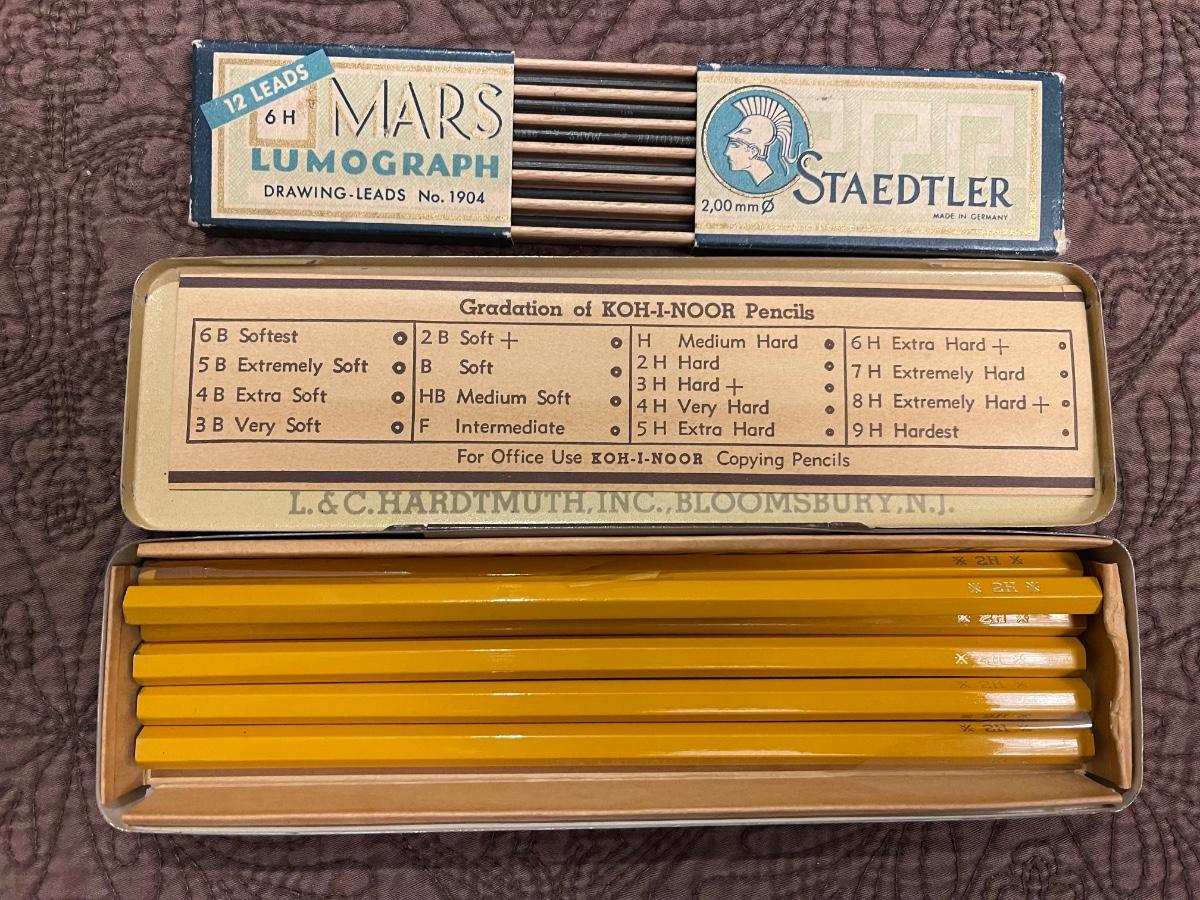 12 LEADS
6 H
MARS
LUMOGRAPH
DRAWING-LEADS No. 1904
STAEDTLER
2,00 mm Ø
MADE IN GERMANY
Gradation of KOH-I-NOOR Pencils
6 B Softest
5 B Extremely Soft
4 B Extra Soft
3 B Very Soft
2 B Soft +
B Soft
HB Medium Soft
F Intermediate
H Medium Hard
2 H Hard
3 H Hard +
4 H Very Hard
5 H Extra Hard
6 H Extra Hard +
7 H Extremely Hard
8 H Extremely Hard +
9 H Hardest
For Office Use KOH-I-NOOR Copying Pencils
L. & C. HARDTMUTH, INC., BLOOMSBURY, N.J.